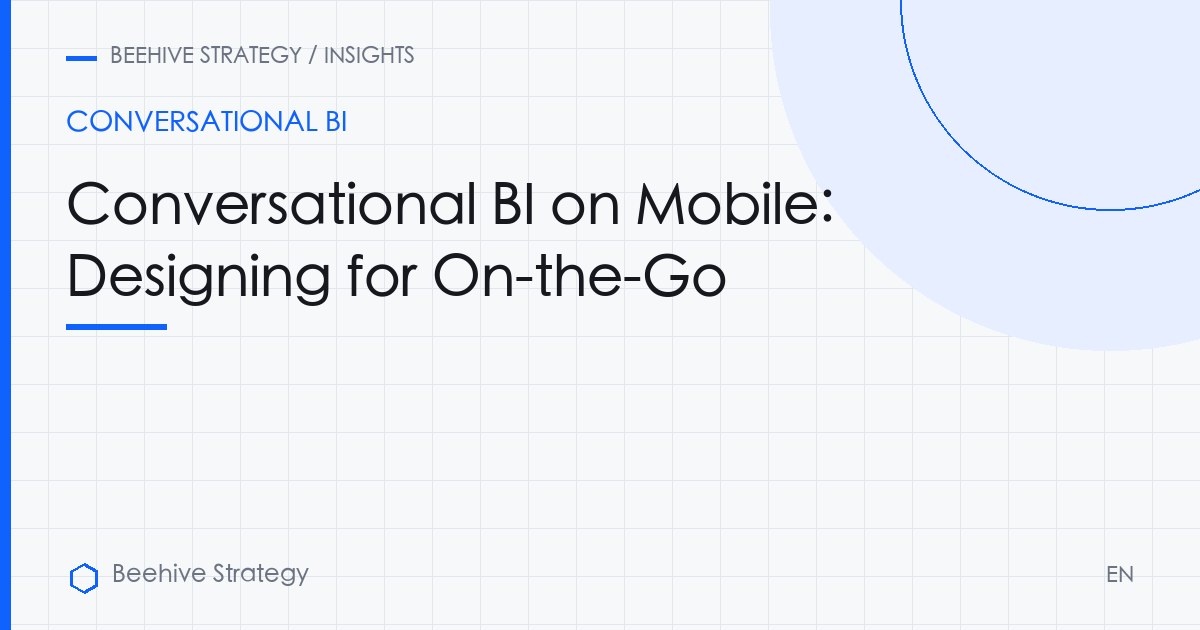 BEEHIVE STRATEGY / INSIGHTS
CONVERSATIONAL BI
Conversational BI on Mobile:
Designing for On-the-Go
Beehive Strategy
EN